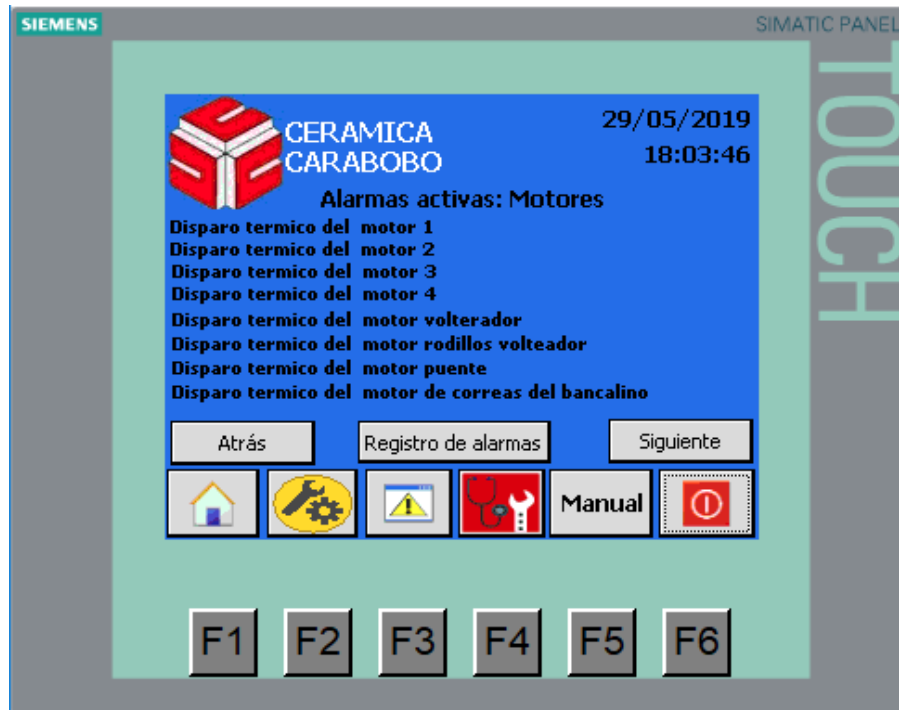 SIEMENS
SIMATIC PANEL
TOUCH
CERAMICA
CARABOBO
29/05/2019
18:03:46
Alarmas activas: Motores
Disparo termico del motor 1
Disparo termico del motor 2
Disparo termico del motor 3
Disparo termico del motor 4
Disparo termico del motor volterador
Disparo termico del motor rodillos volteador
Disparo termico del motor puente
Disparo termico del motor de correas del bancalino
Atrás
Registro de alarmas
Siguiente
Manual
F1 F2 F3 F4 F5 F6